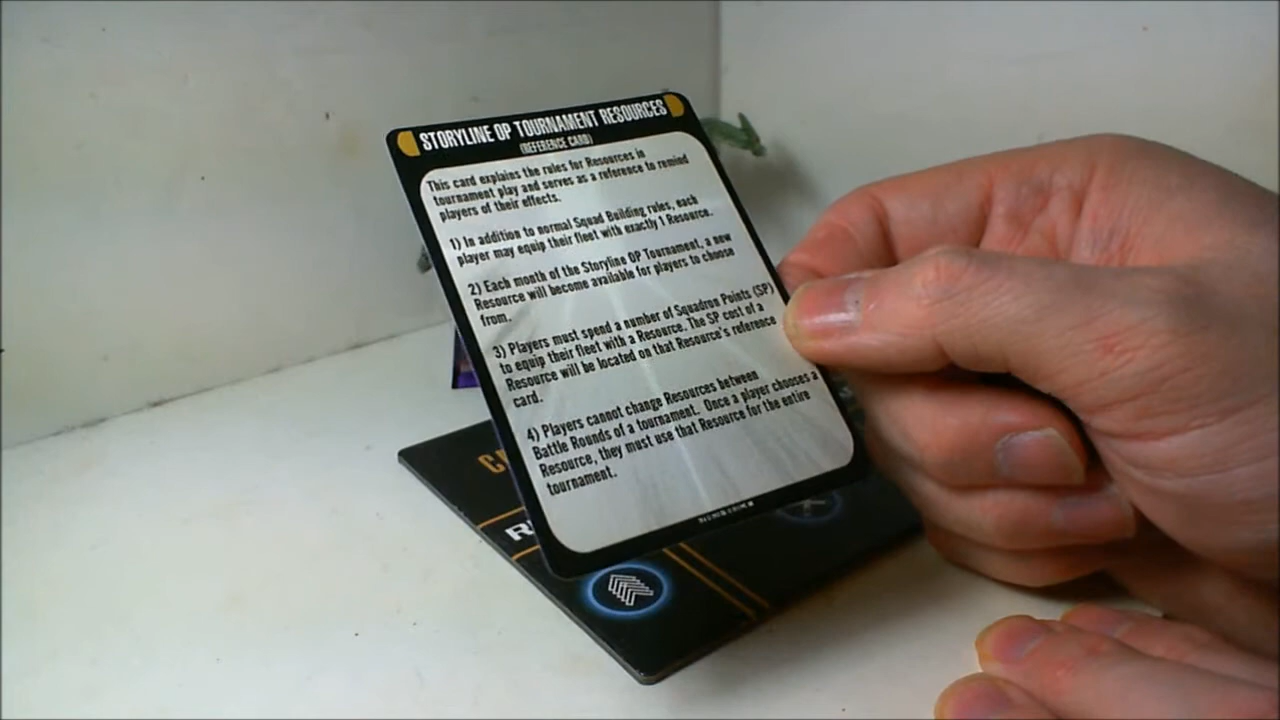 STORYLINE OP TOURNAMENT RESOURCES
(REFERENCE CARD)
This card explains the rules for Resources in
tournament play and serves as a reference to remind
players of their effects.
1) In addition to normal Squad Building rules, each
player may equip their fleet with exactly 1 Resource.
2) Each month of the Storyline OP Tournament, a new
Resource will become available for players to choose
from.
3) Players must spend a number of Squadron Points (SP)
to equip their fleet with a Resource. The SP cost of a
Resource will be located on that Resource's reference
card.
4) Players cannot change Resources between
Battle Rounds of a tournament. Once a player chooses a
Resource, they must use that Resource for the entire
tournament.